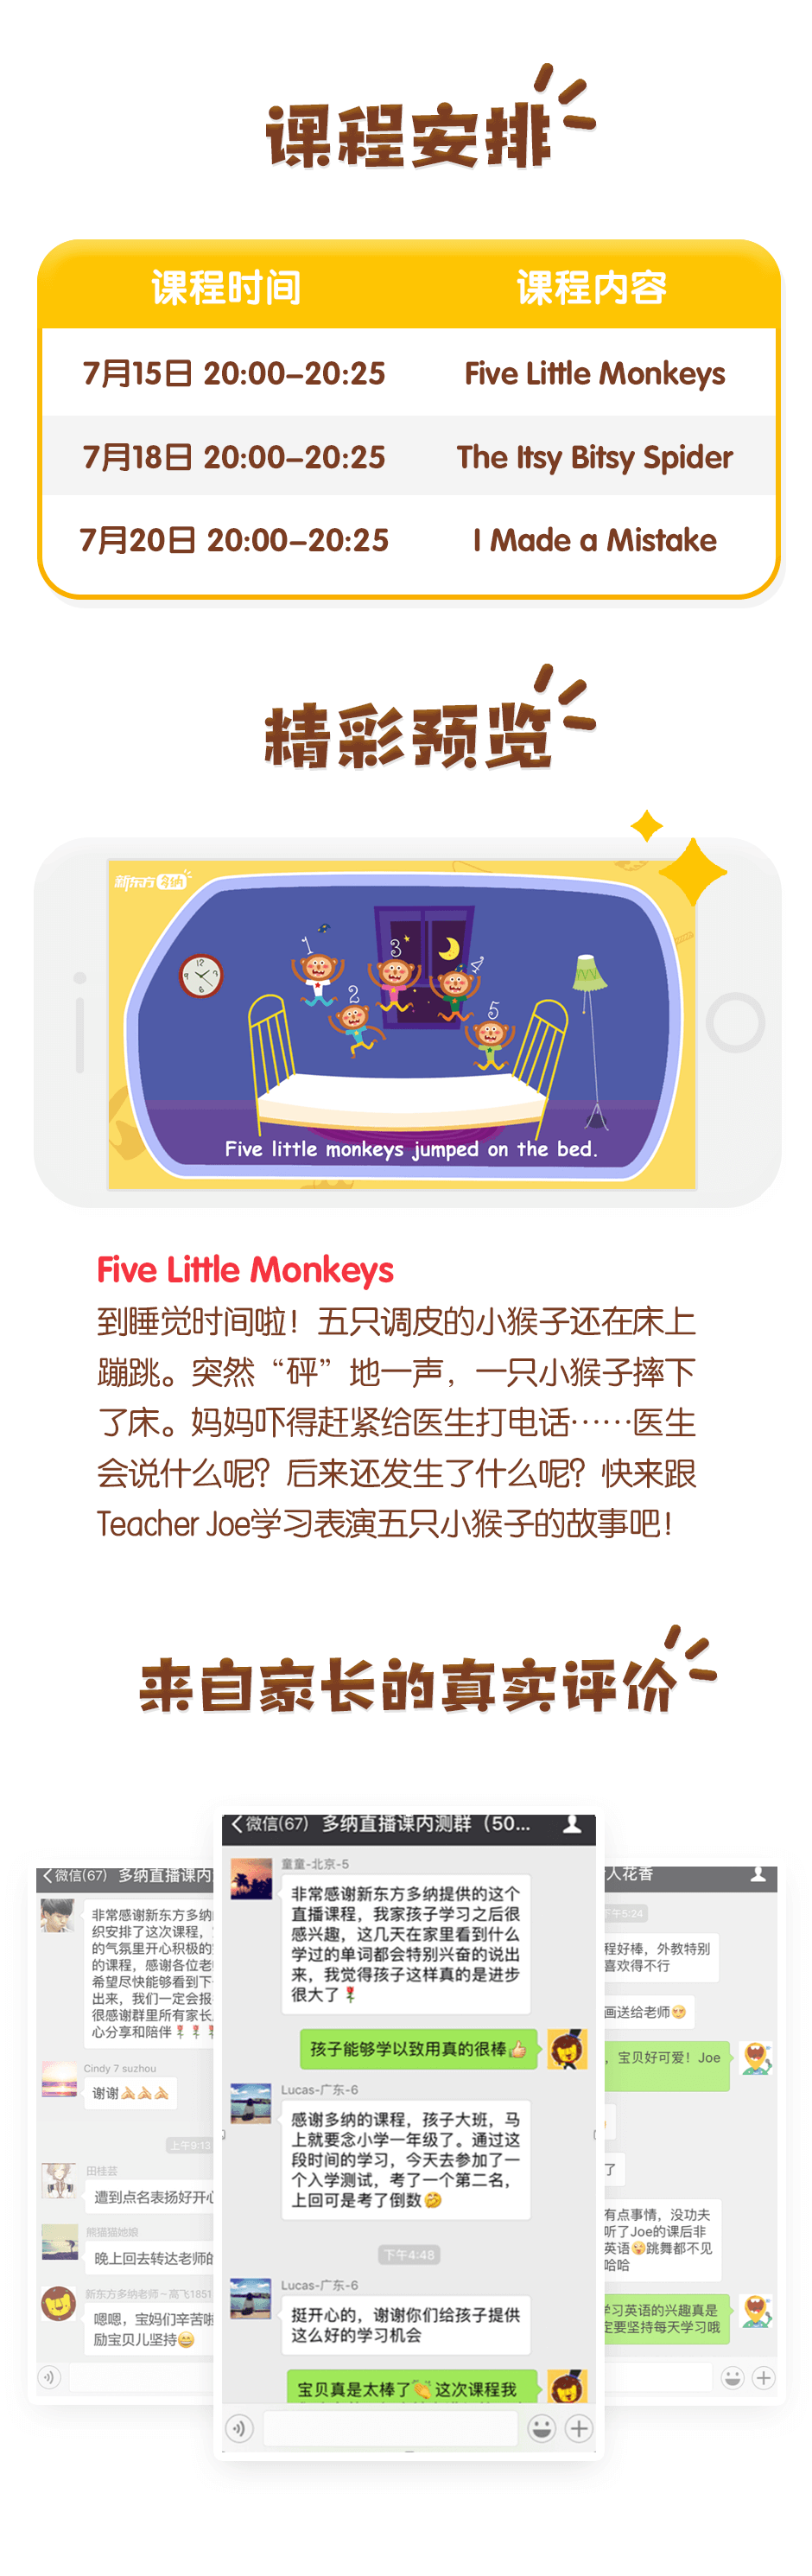 课程安排
课程时间 课程内容
7月15日 20:00-20:25 Five Little Monkeys
7月18日 20:00-20:25 The Itsy Bitsy Spider
7月20日 20:00-20:25 I Made a Mistake
精彩预览
新东方 多纳
12
3
6
9
1
2
3
4
5
Five little monkeys jumped on the bed.
Five Little Monkeys
到睡觉时间啦！五只调皮的小猴子还在床上
蹦跳。突然“砰”地一声，一只小猴子摔下
了床。妈妈吓得赶紧给医生打电话……医生
会说什么呢？后来还发生了什么呢？快来跟
Teacher Joe学习表演五只小猴子的故事吧！
来自家长的真实评价
微信(67) 多纳直播课内
非常感谢新东方多纳
织安排了这次课程，
的气氛里开心积极的
的课程，感谢各位老
希望尽快能够看到下
出来，我们一定会报
很感谢群里所有家长
心分享和陪伴🌹🌹🌹
Cindy 7 suzhou
谢谢🙏🙏🙏
上午9:13
田桂芸
遭到点名表扬好开心
熊猫猫她娘
晚上回去转达老师的
新东方多纳老师~高飞1851
嗯嗯，宝妈们辛苦啦
励宝贝儿坚持😄
微信(67) 多纳直播课内测群（50...
童童-北京-5
非常感谢新东方多纳提供的这个
直播课程，我家孩子学习之后很
感兴趣，这几天在家里看到什么
学过的单词都会特别兴奋的说出
来，我觉得孩子这样真的是进步
很大了🌹
孩子能够学以致用真的很棒👍
Lucas-广东-6
感谢多纳的课程，孩子大班，马
上就要念小学一年级了。通过这
段时间的学习，今天去参加了一
个入学测试，考了一个第二名，
上回可是考了倒数🤣
下午4:48
Lucas-广东-6
挺开心的，谢谢你们给孩子提供
这么好的学习机会
宝贝真是太棒了👏这次课程我
人花香
下午5:24
程好棒，外教特别
喜欢得不行
画送给老师😍
，宝贝好可爱！Joe
了
有点事情，没功夫
听了Joe的课后非
英语😜跳舞都不见
哈哈
学习英语的兴趣真是
定要坚持每天学习哦